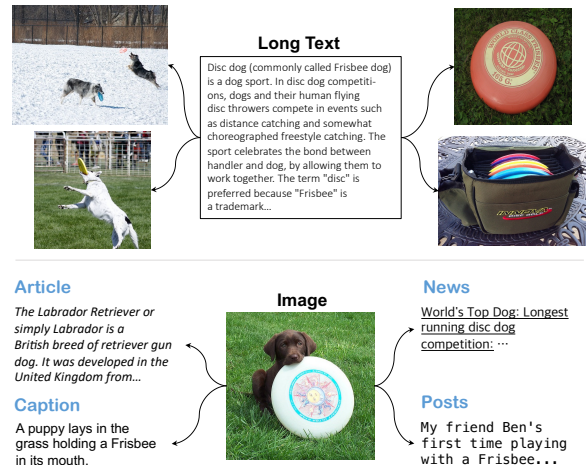 Long Text
Disc dog (commonly called Frisbee dog)
is a dog sport. In disc dog competiti-
ons, dogs and their human flying
disc throwers compete in events such
as distance catching and somewhat
choreographed freestyle catching. The
sport celebrates the bond between
handler and dog, by allowing them to
work together. The term "disc" is
preferred because "Frisbee" is
a trademark...
WORLD CLASS FRISBEE
165 G.
INNOVA
Article
The Labrador Retriever or
simply Labrador is a
British breed of retriever gun
dog. It was developed in the
United Kingdom from...
Caption
A puppy lays in the
grass holding a Frisbee
in its mouth.
Image
News
World's Top Dog: Longest
running disc dog
competition: ...
Posts
My friend Ben's
first time playing
with a Frisbee...